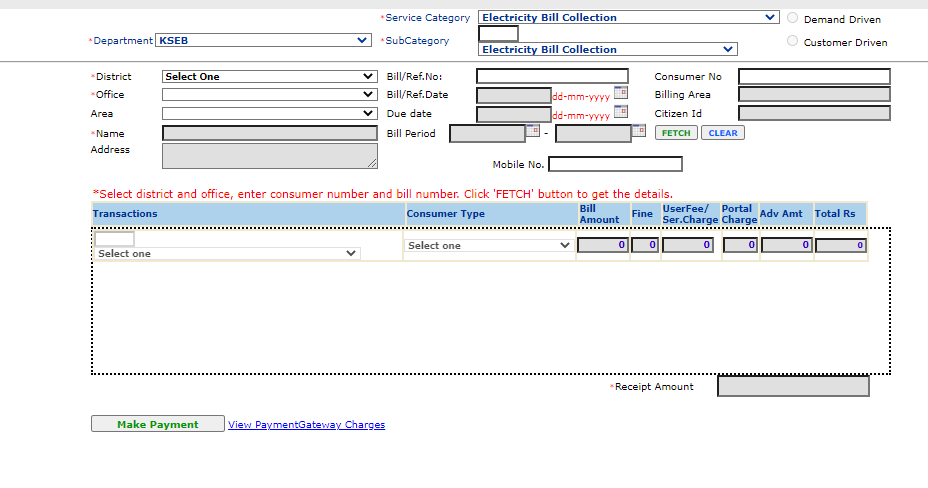 *Service Category Electricity Bill Collection Demand Driven
*Department KSEB *SubCategory Customer Driven
Electricity Bill Collection
*District Select One Bill/Ref.No: Consumer No
*Office Bill/Ref.Date dd-mm-yyyy Billing Area
Area Due date dd-mm-yyyy Citizen Id
*Name Bill Period - FETCH CLEAR
Address
Mobile No.
*Select district and office, enter consumer number and bill number. Click 'FETCH' button to get the details.
Transactions Consumer Type Bill Amount Fine UserFee/ Ser.Charge Portal Charge Adv Amt Total Rs
Select one Select one 0 0 0 0 0 0
*Receipt Amount
Make Payment View PaymentGateway Charges